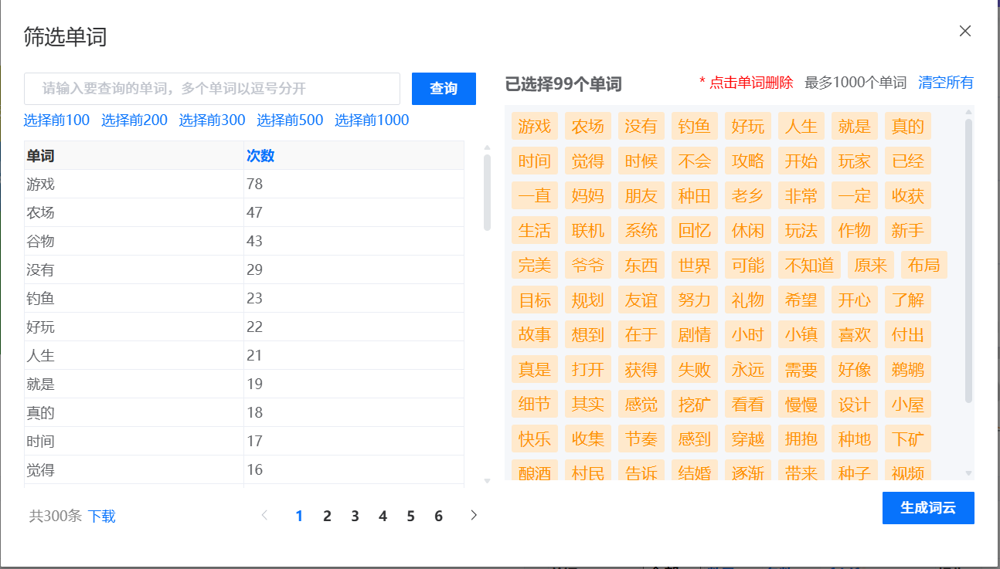 筛选单词
请输入要查询的单词，多个单词以逗号分开
查询
选择前100 选择前200 选择前300 选择前500 选择前1000
单词 次数
游戏 78
农场 47
谷物 43
没有 29
钓鱼 23
好玩 22
人生 21
就是 19
真的 18
时间 17
觉得 16
共300条 下载
1 2 3 4 5 6
已选择99个单词 * 点击单词删除 最多1000个单词 清空所有
游戏 农场 没有 钓鱼 好玩 人生 就是 真的
时间 觉得 时候 不会 攻略 开始 玩家 已经
一直 妈妈 朋友 种田 老乡 非常 一定 收获
生活 联机 系统 回忆 休闲 玩法 作物 新手
完美 爷爷 东西 世界 可能 不知道 原来 布局
目标 规划 友谊 努力 礼物 希望 开心 了解
故事 想到 在于 剧情 小时 小镇 喜欢 付出
真是 打开 获得 失败 永远 需要 好像 鹈鹕
细节 其实 感觉 挖矿 看看 慢慢 设计 小屋
快乐 收集 节奏 感到 穿越 拥抱 种地 下矿
酿酒 村民 告诉 结婚 逐渐 带来 种子 视频
生成词云